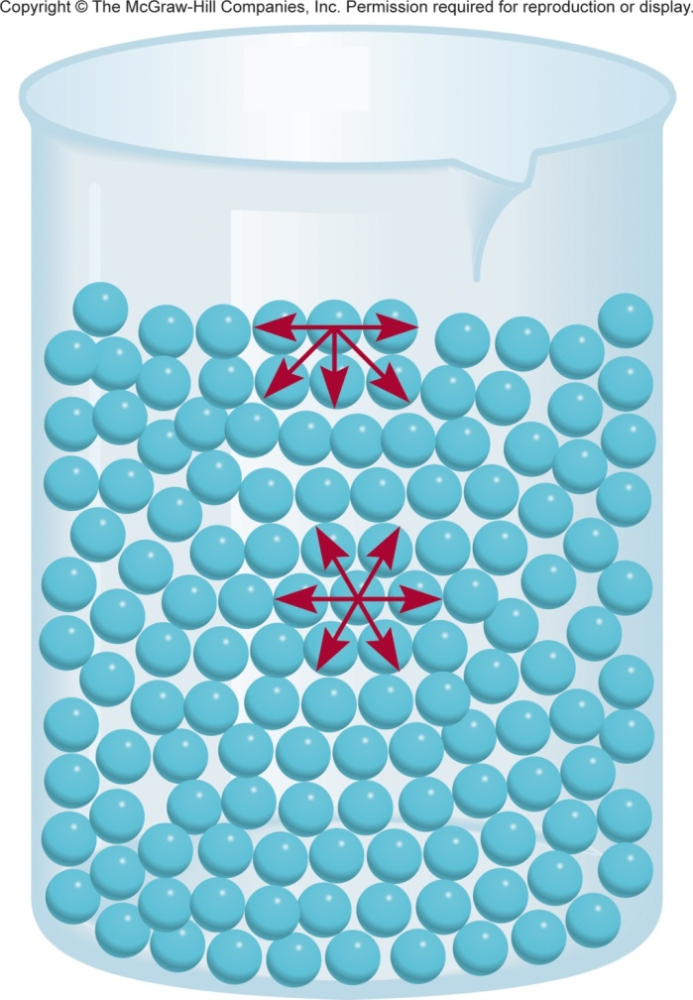 Copyright © The McGraw-Hill Companies, Inc. Permission required for reproduction or display.